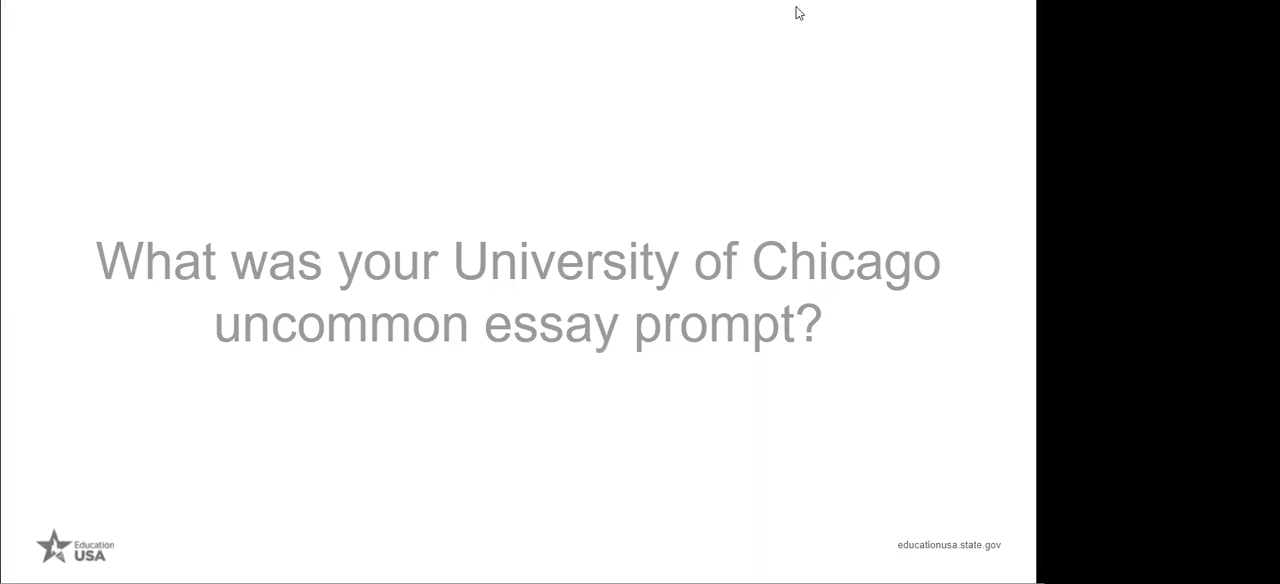 What was your University of Chicago
uncommon essay prompt?
Education
USA
educationusa.state.gov